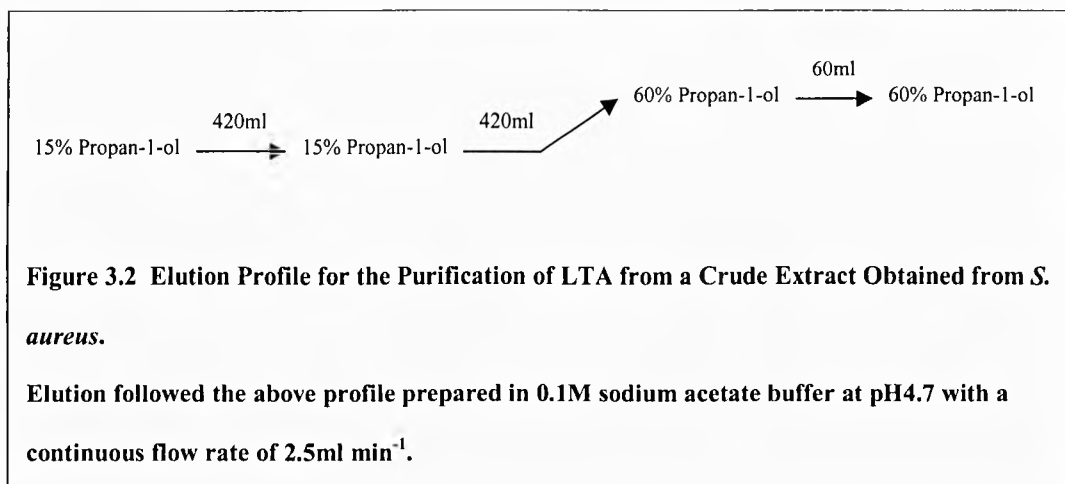 60ml
60% Propan-1-ol 60% Propan-1-ol
420ml 420ml
15% Propan-1-ol 15% Propan-1-ol
Figure 3.2 Elution Profile for the Purification of LTA from a Crude Extract Obtained from S.
aureus.
Elution followed the above profile prepared in 0.1M sodium acetate buffer at pH4.7 with a
continuous flow rate of 2.5ml min⁻¹.